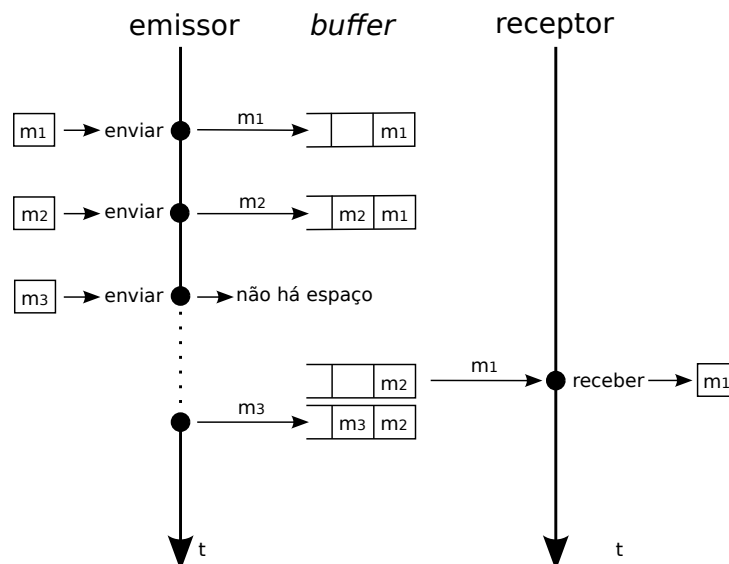 emissor buffer receptor
m1 enviar m1 m1
m2 enviar m2 m2 m1
m3 enviar não há espaço
m2 m1 receber m1
m3 m3 m2
t t